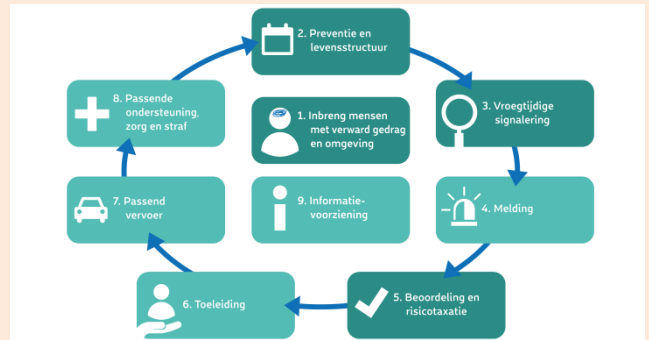 2. Preventie en
levensstructuur
8. Passende
ondersteuning,
zorg en straf
1. Inbreng mensen
met verward gedrag
en omgeving
3. Vroegtijdige
signalering
7. Passend
vervoer
9. Informatie-
voorziening
4. Melding
6. Toeleiding
5. Beoordeling en
risicotaxatie